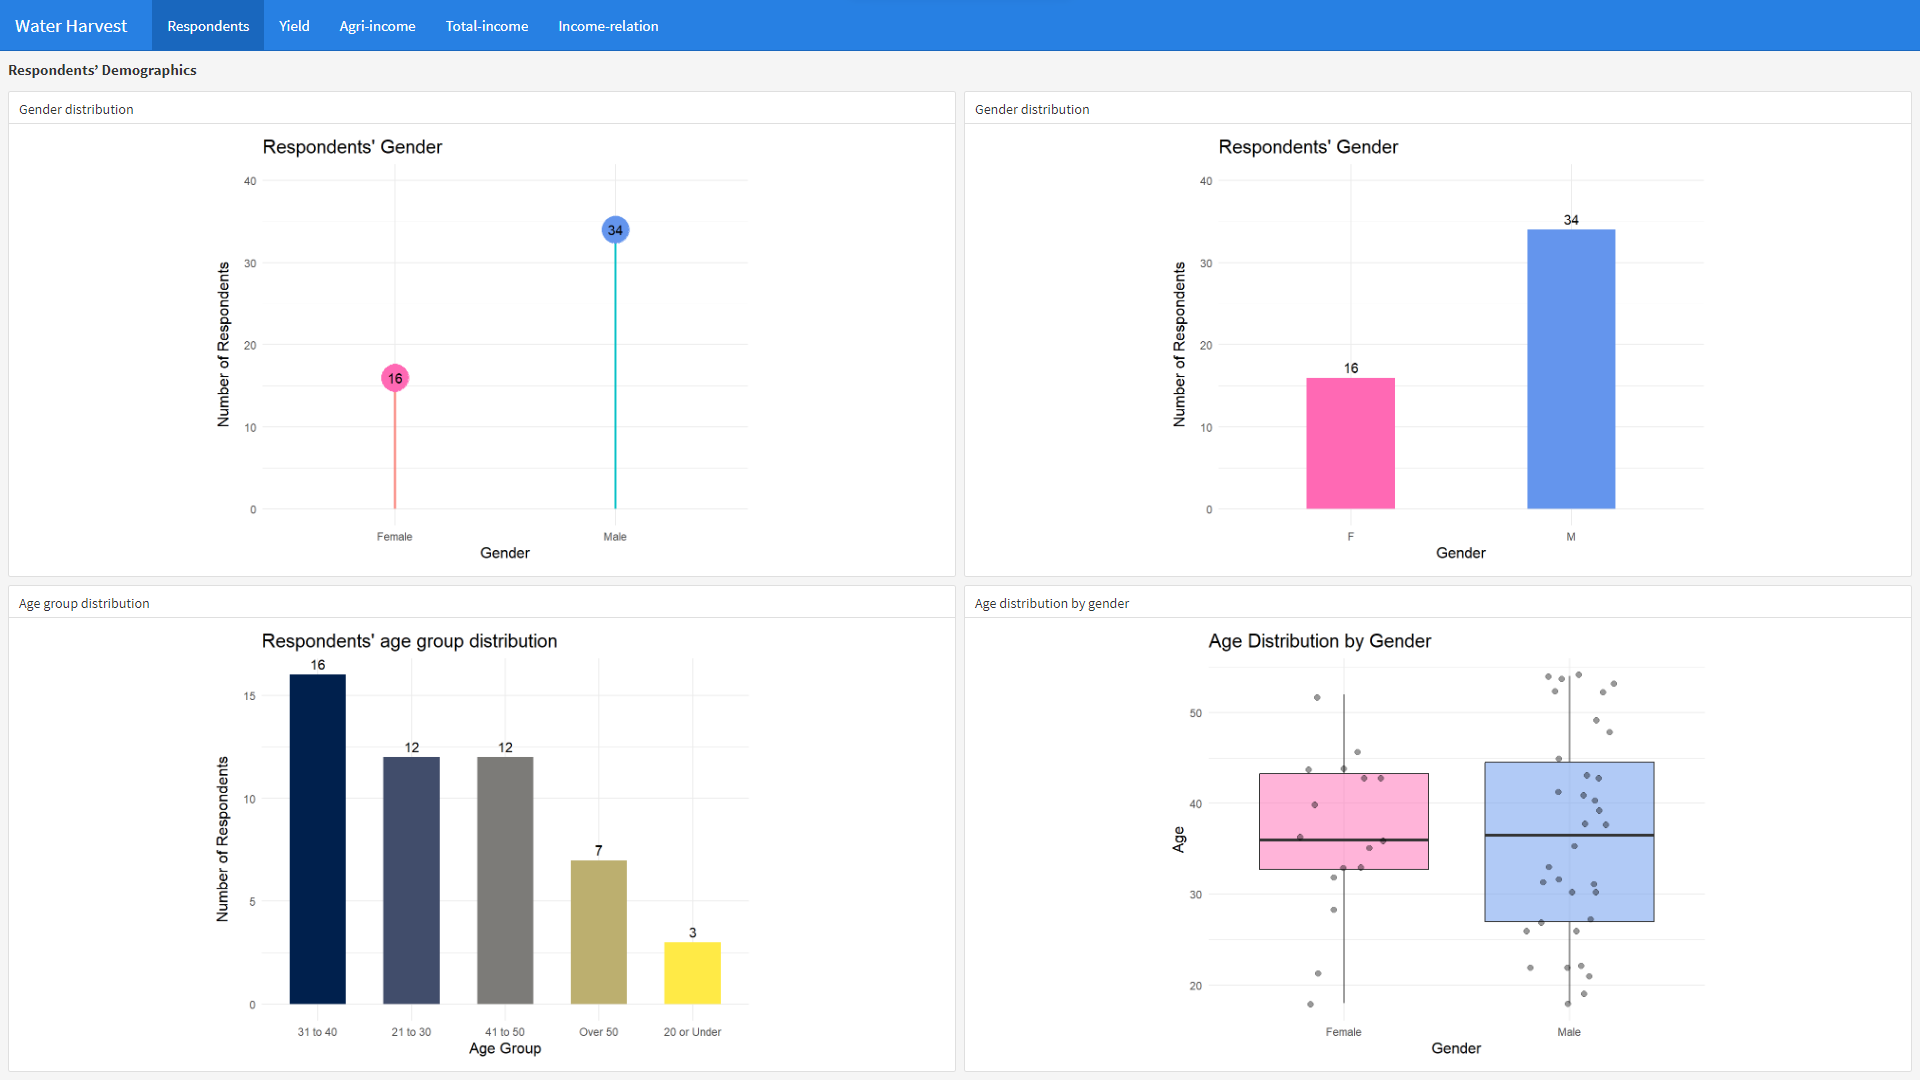 Water Harvest Respondents Yield Agri-income Total-income Income-relation
Respondents’ Demographics
Gender distribution
Respondents' Gender
40
30
20
10
0
Number of Respondents
34
16
Female Male
Gender
Gender distribution
Respondents' Gender
40
30
20
10
0
Number of Respondents
34
16
F M
Gender
Age group distribution
Respondents' age group distribution
15
10
5
0
Number of Respondents
16
12
12
7
3
31 to 40 21 to 30 41 to 50 Over 50 20 or Under
Age Group
Age distribution by gender
Age Distribution by Gender
50
40
30
20
Age
Female Male
Gender